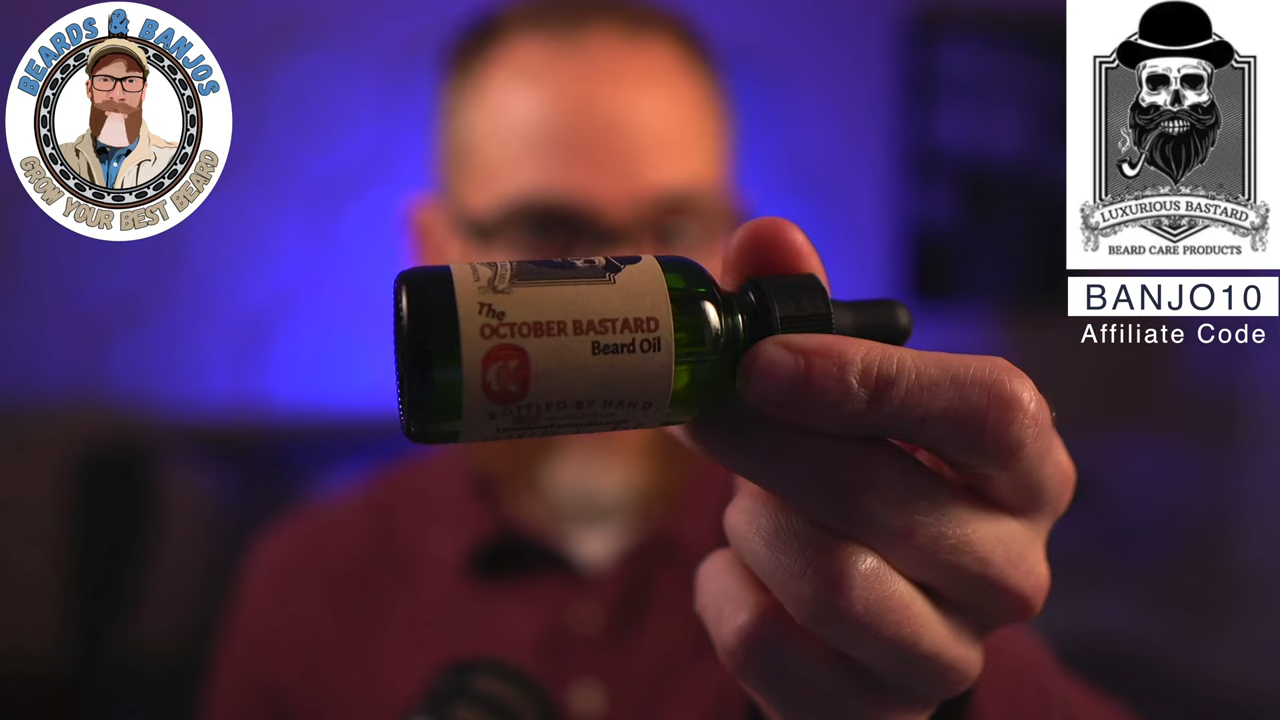 BEARDS & BANJOS
GROW YOUR BEST BEARD
The
OCTOBER BASTARD
Beard Oil
BOTTLED BY HAND
LUXURIOUS BASTARD
BEARD CARE PRODUCTS
BANJO10
Affiliate Code